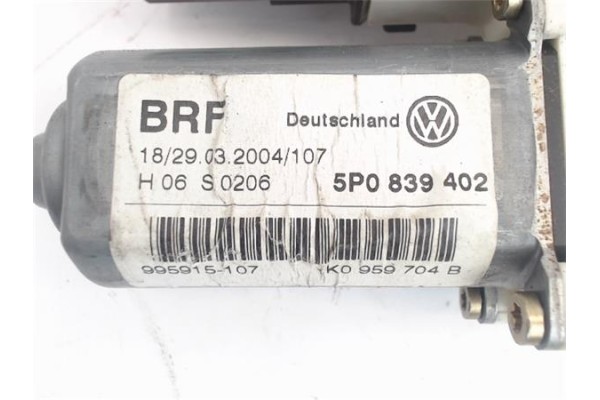 BRF Deutschland
18/29.03.2004/107
H 06 S 0206 5P0 839 402
995915-107 K0 959 704 B